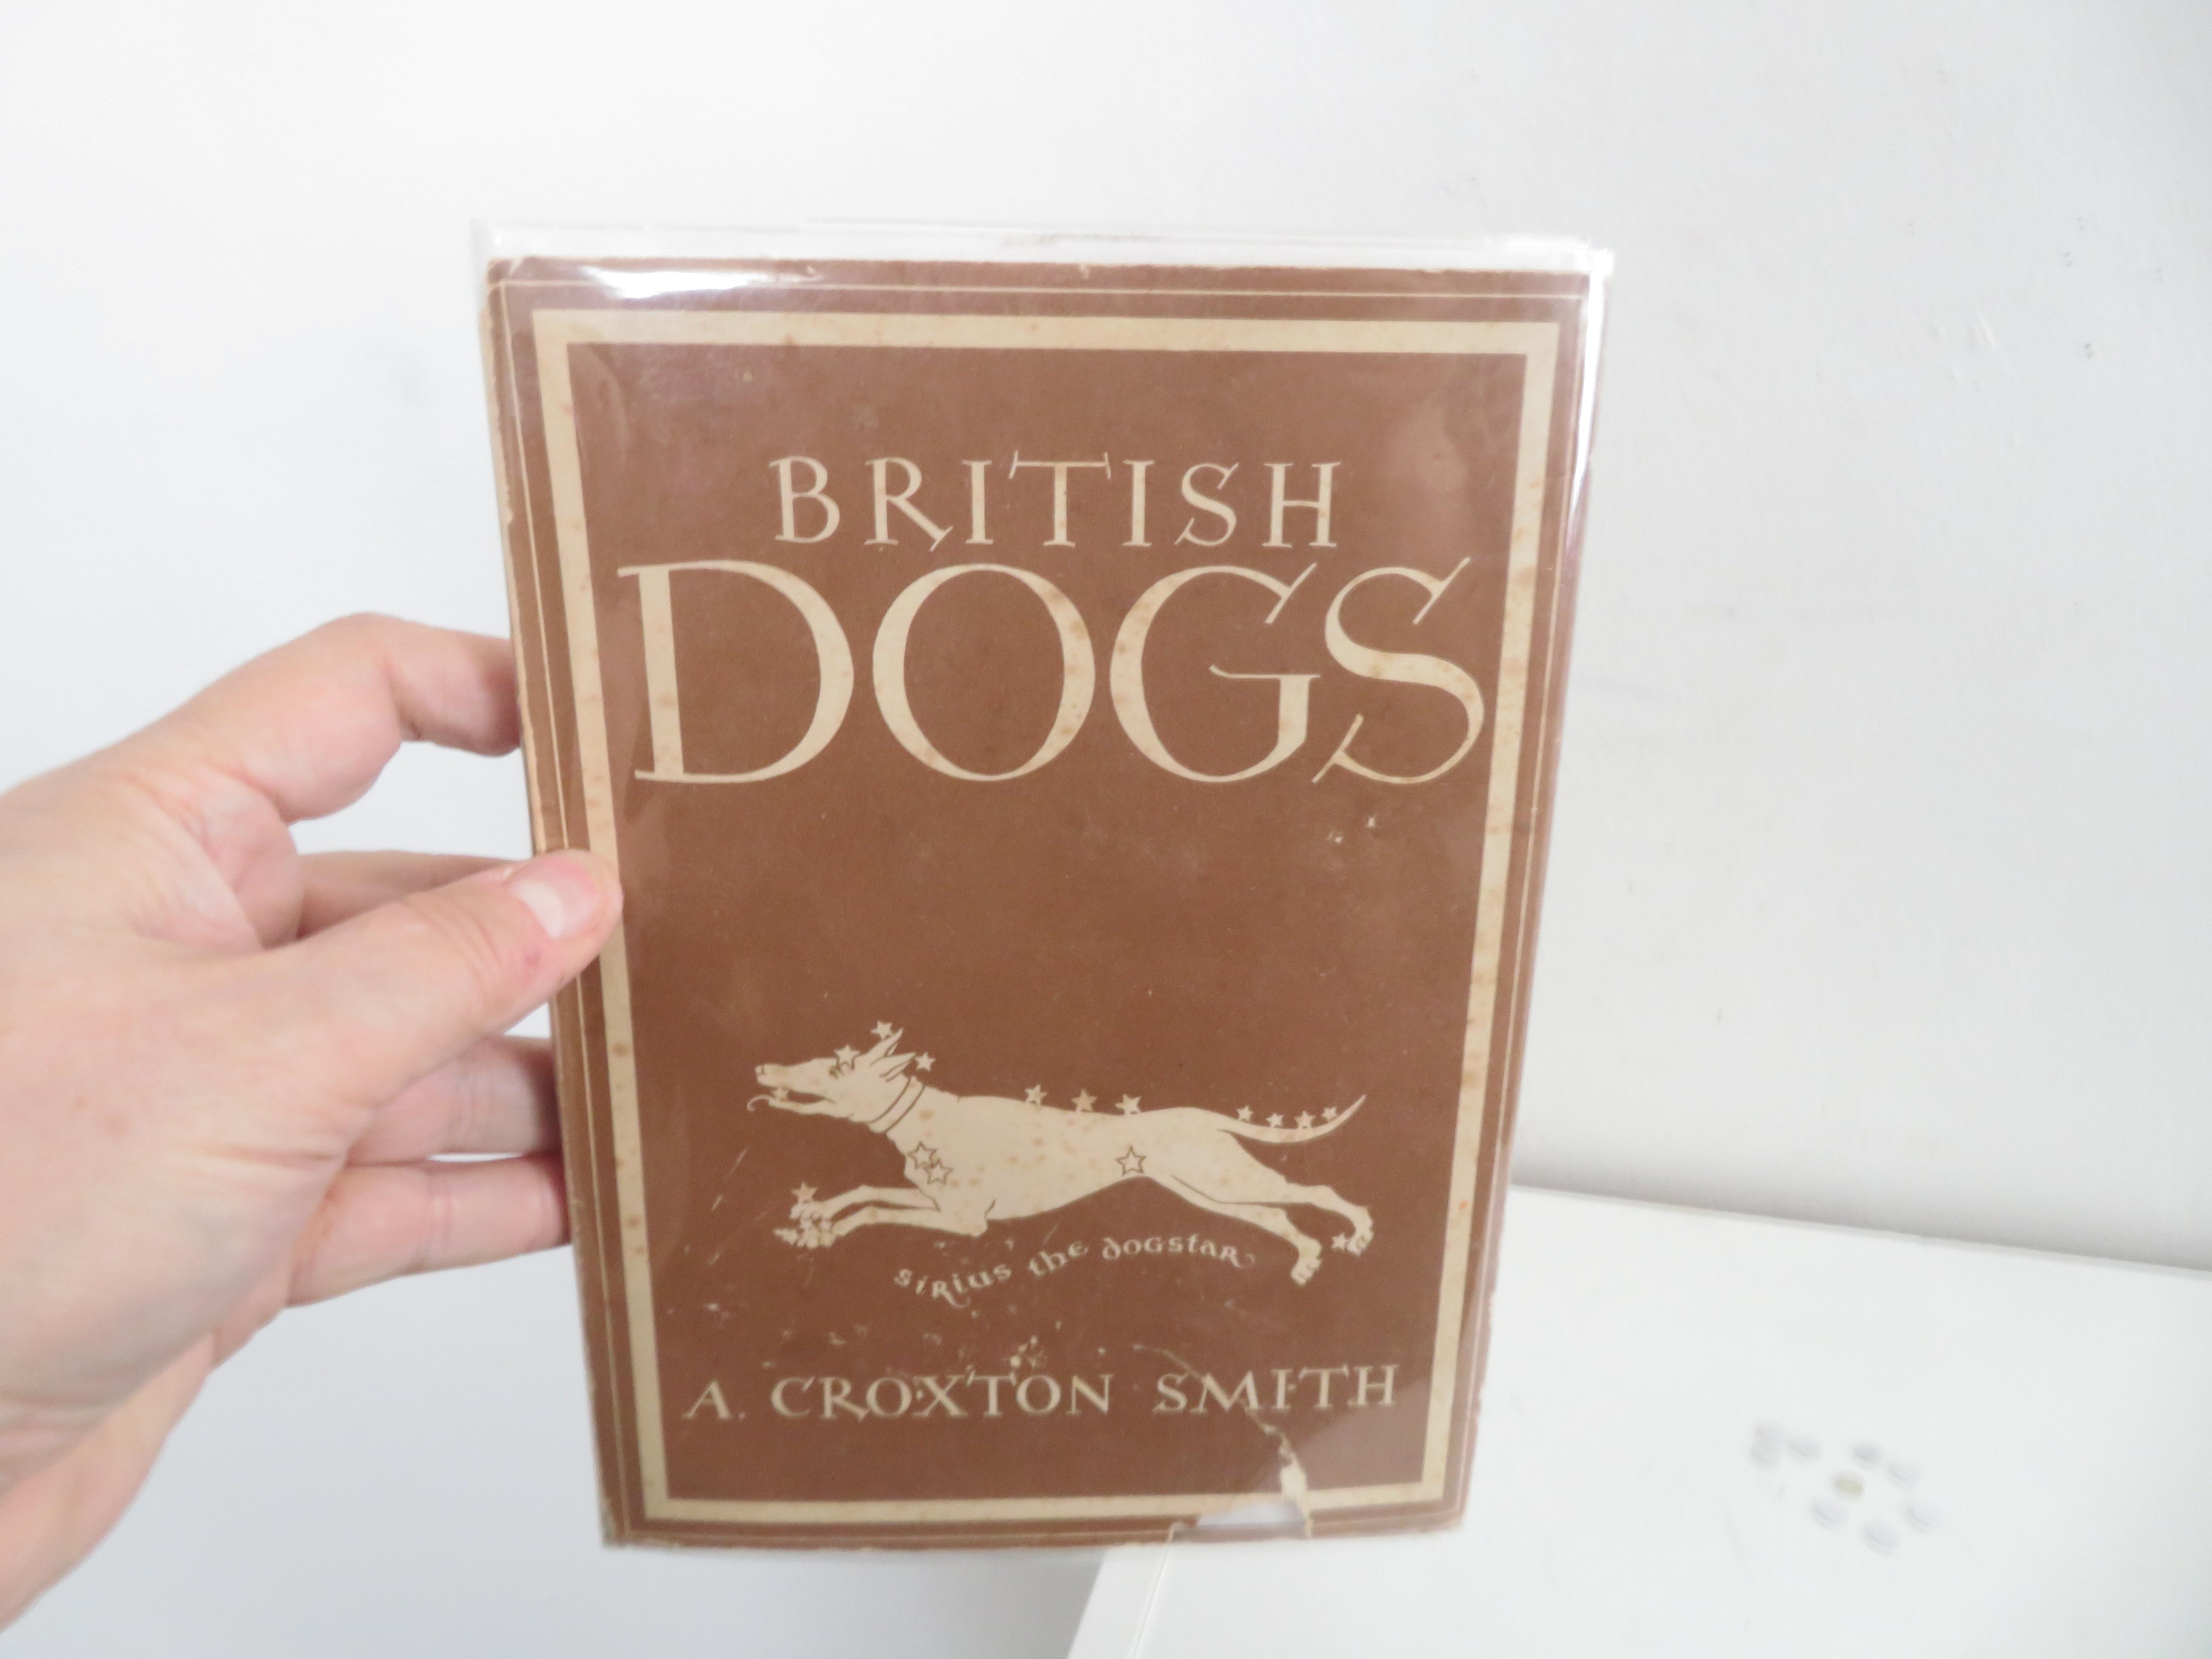 BRITISH
DOGS
sirius the dogstar
A. CROXTON SMITH